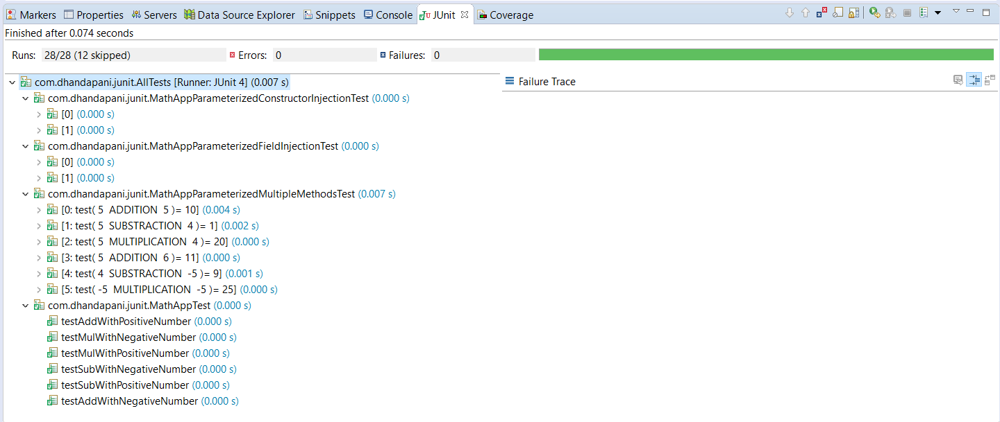 Markers Properties Servers Data Source Explorer Snippets Console JUnit Coverage
Finished after 0.074 seconds
Runs: 28/28 (12 skipped) Errors: 0 Failures: 0
com.dhandapani.junit.AllTests [Runner: JUnit 4] (0.007 s)
Failure Trace
com.dhandapani.junit.MathAppParameterizedConstructorInjectionTest (0.000 s)
[0] (0.000 s)
[1] (0.000 s)
com.dhandapani.junit.MathAppParameterizedFieldInjectionTest (0.000 s)
[0] (0.000 s)
[1] (0.000 s)
com.dhandapani.junit.MathAppParameterizedMultipleMethodsTest (0.007 s)
[0: test( 5  ADDITION  5 )= 10] (0.004 s)
[1: test( 5  SUBSTRACTION  4 )= 1] (0.002 s)
[2: test( 5  MULTIPLICATION  4 )= 20] (0.000 s)
[3: test( 5  ADDITION  6 )= 11] (0.000 s)
[4: test( 4  SUBSTRACTION  -5 )= 9] (0.001 s)
[5: test( -5  MULTIPLICATION  -5 )= 25] (0.000 s)
com.dhandapani.junit.MathAppTest (0.000 s)
testAddWithPositiveNumber (0.000 s)
testMulWithNegativeNumber (0.000 s)
testMulWithPositiveNumber (0.000 s)
testSubWithNegativeNumber (0.000 s)
testSubWithPositiveNumber (0.000 s)
testAddWithNegativeNumber (0.000 s)